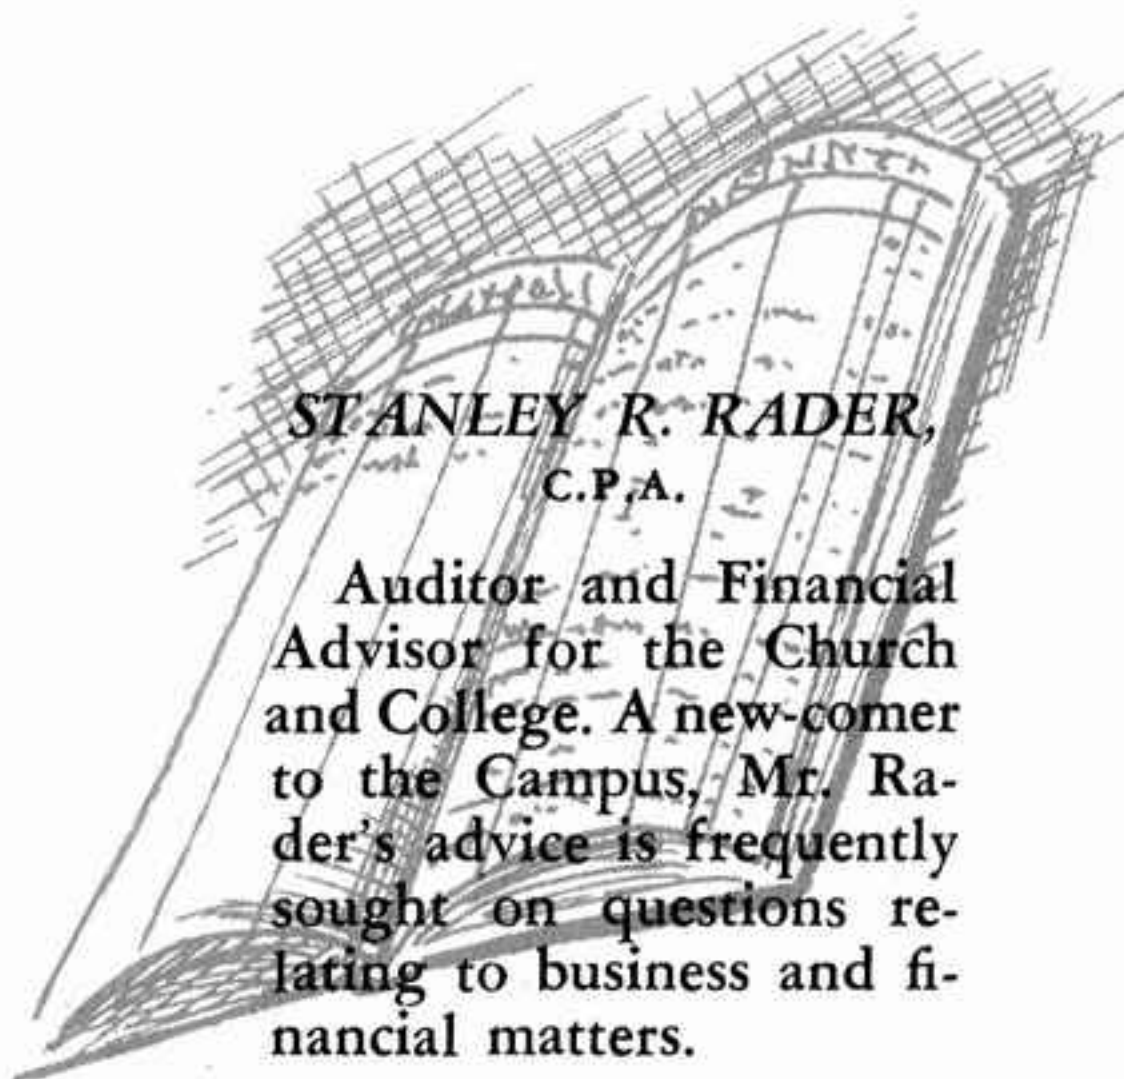 STANLEY R. RADER,
C.P.A.
Auditor and Financial
Advisor for the Church
and College. A new-comer
to the Campus, Mr. Ra-
der's advice is frequently
sought on questions re-
lating to business and fi-
nancial matters.